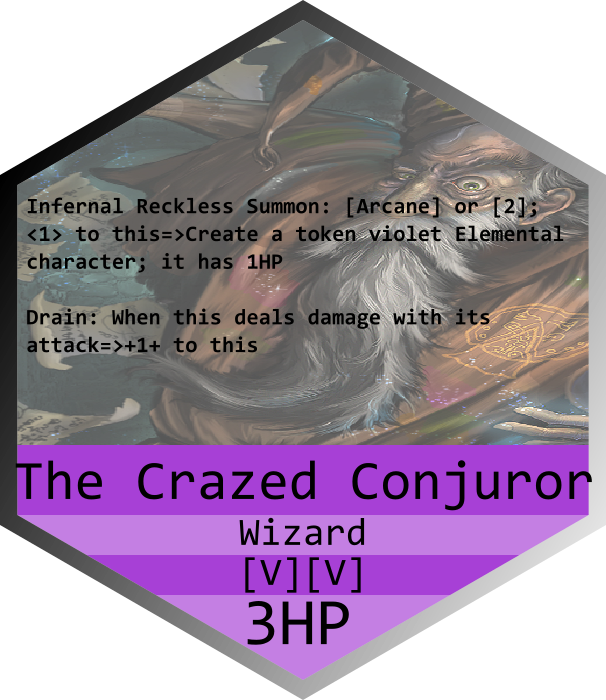 Infernal Reckless Summon: [Arcane] or [2];
<1> to this=>Create a token violet Elemental
character; it has 1HP
Drain: When this deals damage with its
attack=>+1+ to this
The Crazed Conjuror
Wizard
[V][V]
3HP